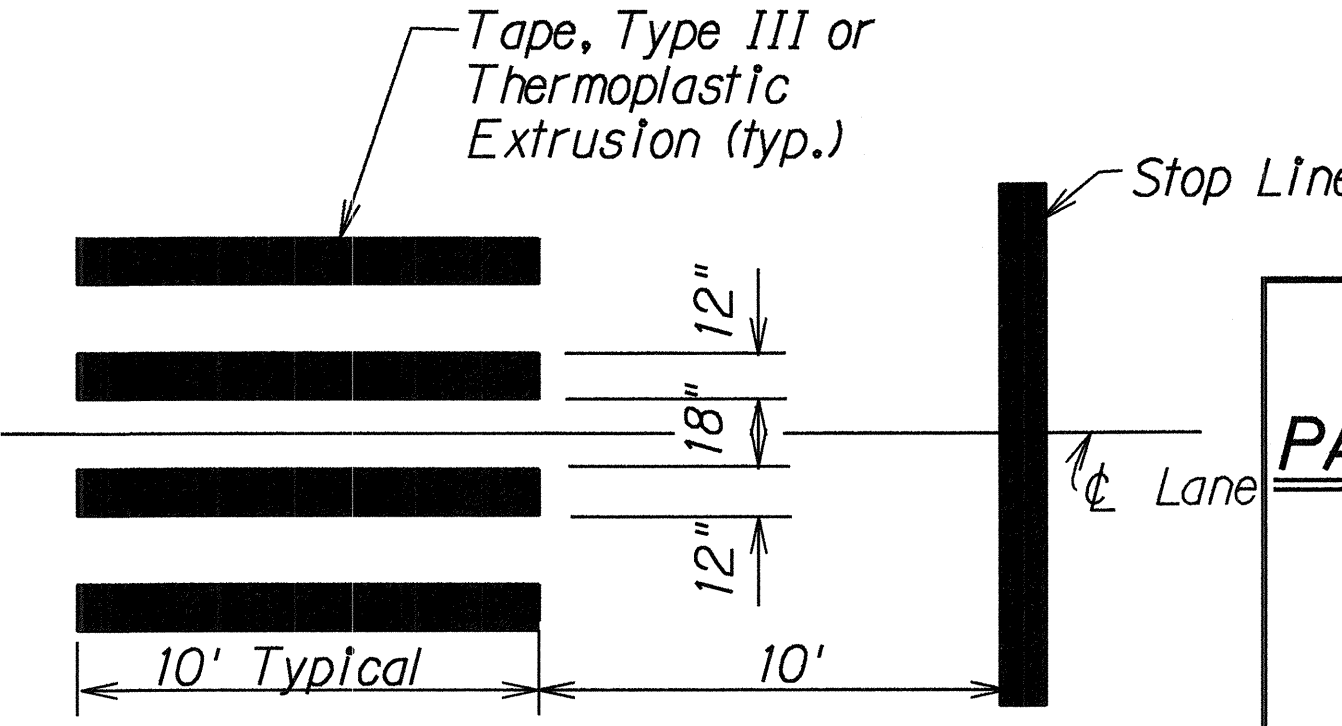 Tape, Type III or
Thermoplastic
Extrusion (typ.)
Stop Line
12"
18"
12"
℄ Lane
10' Typical
10'